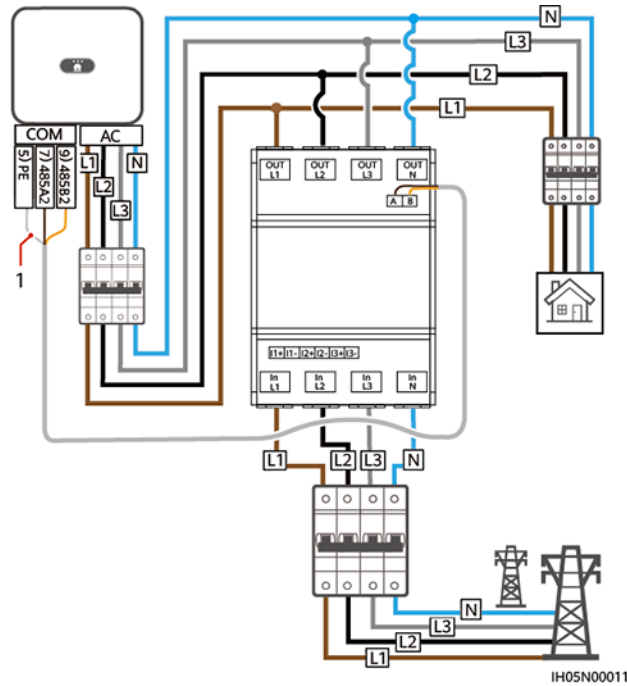 N
L3
L2
L1
COM
AC
5) PE
7) 485A2
9) 485B2
L1
L2
L3
N
1
OUT L1
OUT L2
OUT L3
OUT N
A B
I1+ I1- I2+ I2- I3+ I3-
In L1
In L2
In L3
In N
L1
L2
L3
N
N
L3
L2
L1
IH05N00011